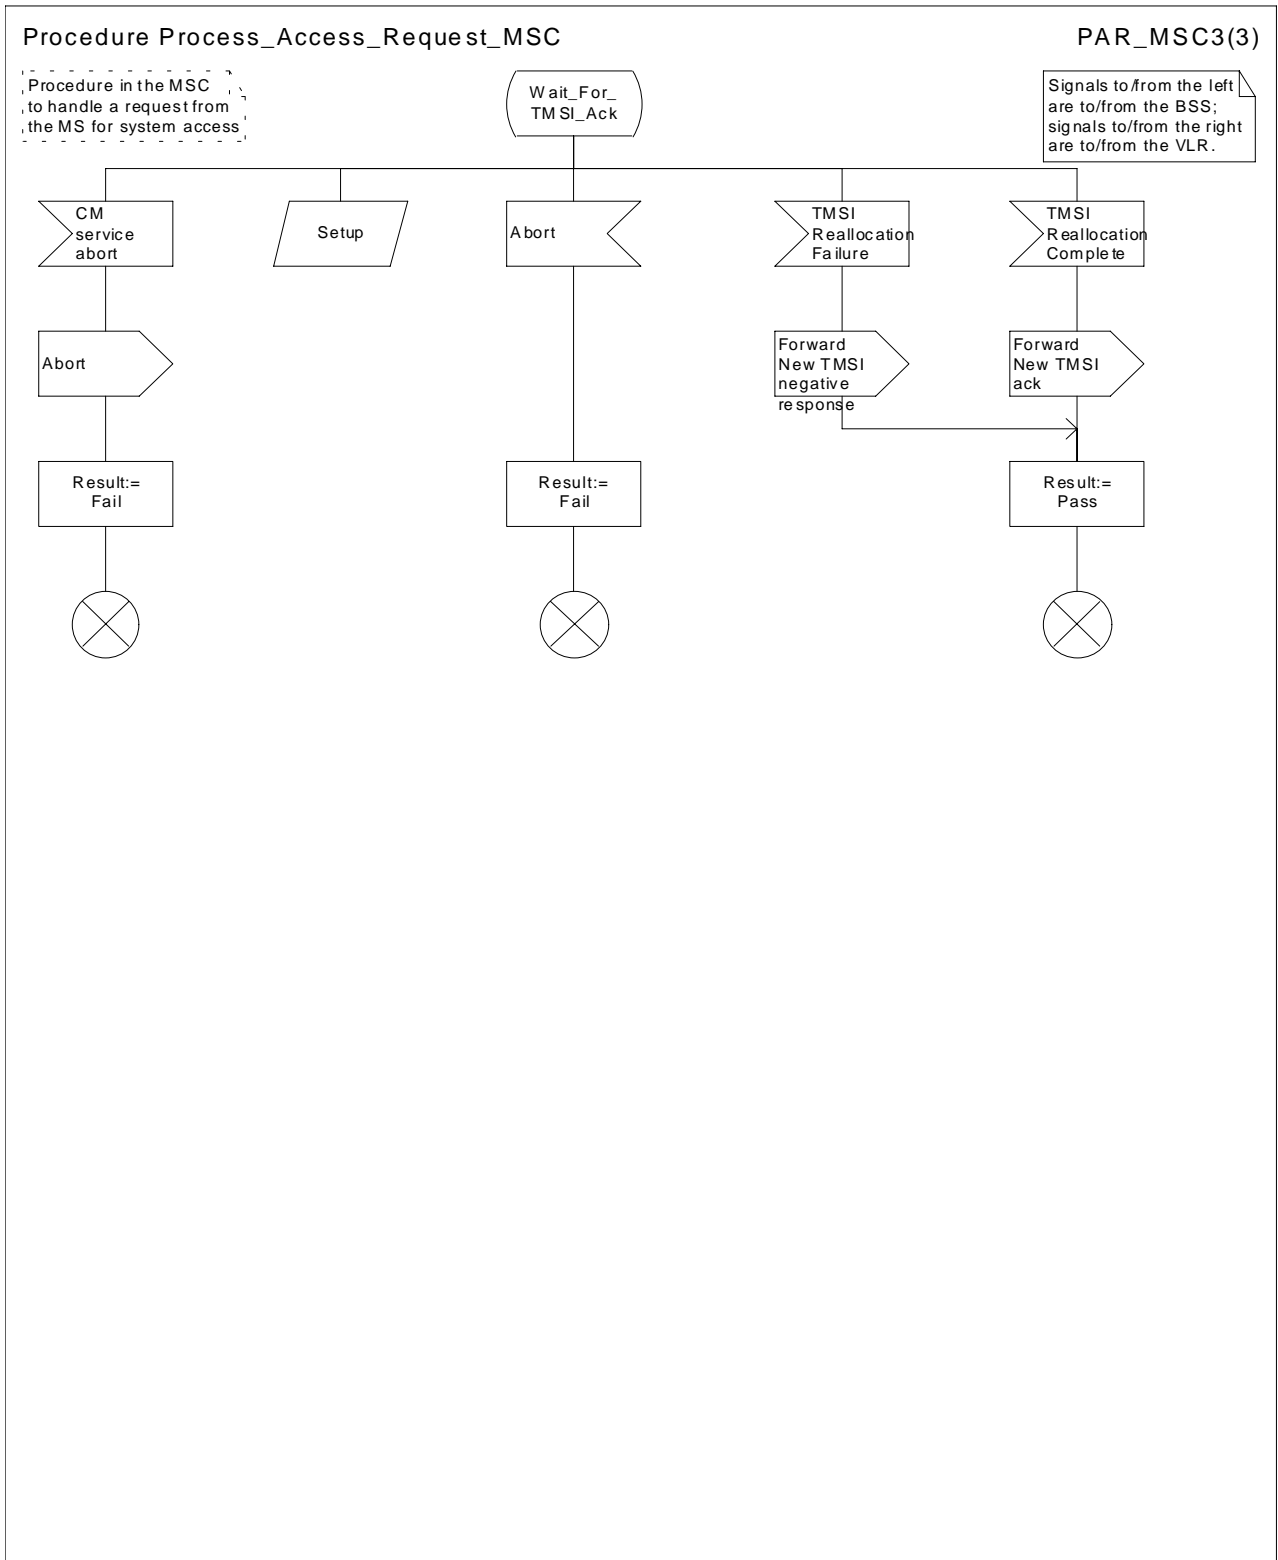 Procedure Process_Access_Request_MSC
PAR_MSC3(3)
Procedure in the MSC
to handle a request from
the MS for system access
Wait_For_
TMSI_Ack
Signals to/from the left
are to/from the BSS;
signals to/from the right
are to/from the VLR.
CM
service
abort
Setup
Abort
TMSI
Reallocation
Failure
TMSI
Reallocation
Complete
Abort
Forward
New TMSI
negative
response
Forward
New TMSI
ack
Result:=
Fail
Result:=
Fail
Result:=
Pass